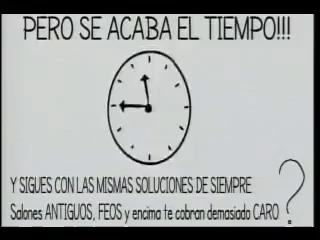 PERO SE ACABA EL TIEMPO!!!
Y SIGUES CON LAS MISMAS SOLUCIONES DE SIEMPRE
Salones ANTIGUOS, FEOS y encima te cobran demasiado CARO ?